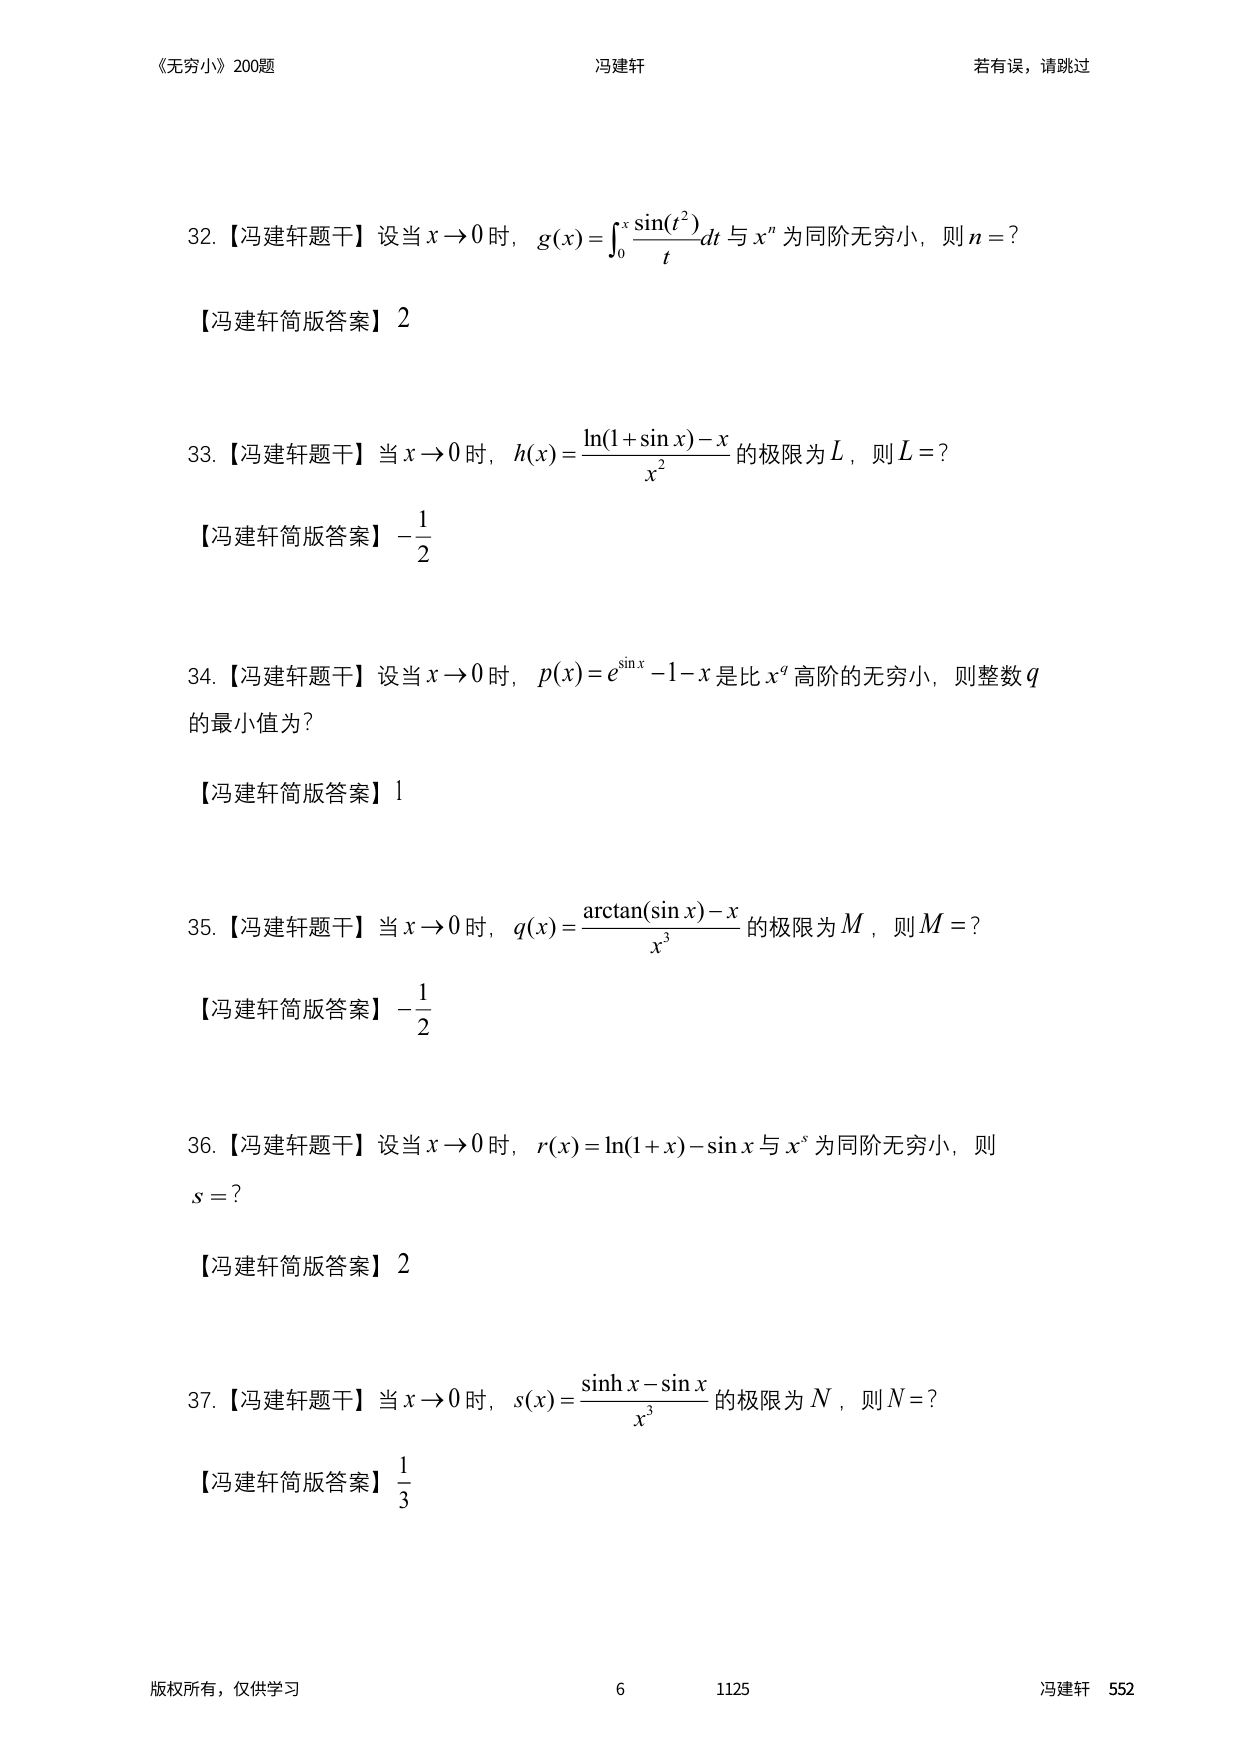 《无穷小》200题 冯建轩 若有误，请跳过
32.【冯建轩题干】设当 x→0 时， g(x)=∫₀ˣ sin(t²)/t dt 与 xⁿ 为同阶无穷小，则 n=？
【冯建轩简版答案】 2
33.【冯建轩题干】当 x→0 时， h(x)= (ln(1+sin x)−x)/x² 的极限为 L，则 L=？
【冯建轩简版答案】 −1/2
34.【冯建轩题干】设当 x→0 时， p(x)=e^(sin x)−1−x 是比 x^q 高阶的无穷小，则整数 q
的最小值为？
【冯建轩简版答案】1
35.【冯建轩题干】当 x→0 时， q(x)= (arctan(sin x)−x)/x³ 的极限为 M ，则 M=？
【冯建轩简版答案】 −1/2
36.【冯建轩题干】设当 x→0 时， r(x)=ln(1+x)−sin x 与 x^s 为同阶无穷小，则
s=？
【冯建轩简版答案】 2
37.【冯建轩题干】当 x→0 时， s(x)= (sinh x−sin x)/x³ 的极限为 N ，则 N=？
【冯建轩简版答案】 1/3
版权所有，仅供学习 6 1125 冯建轩 552